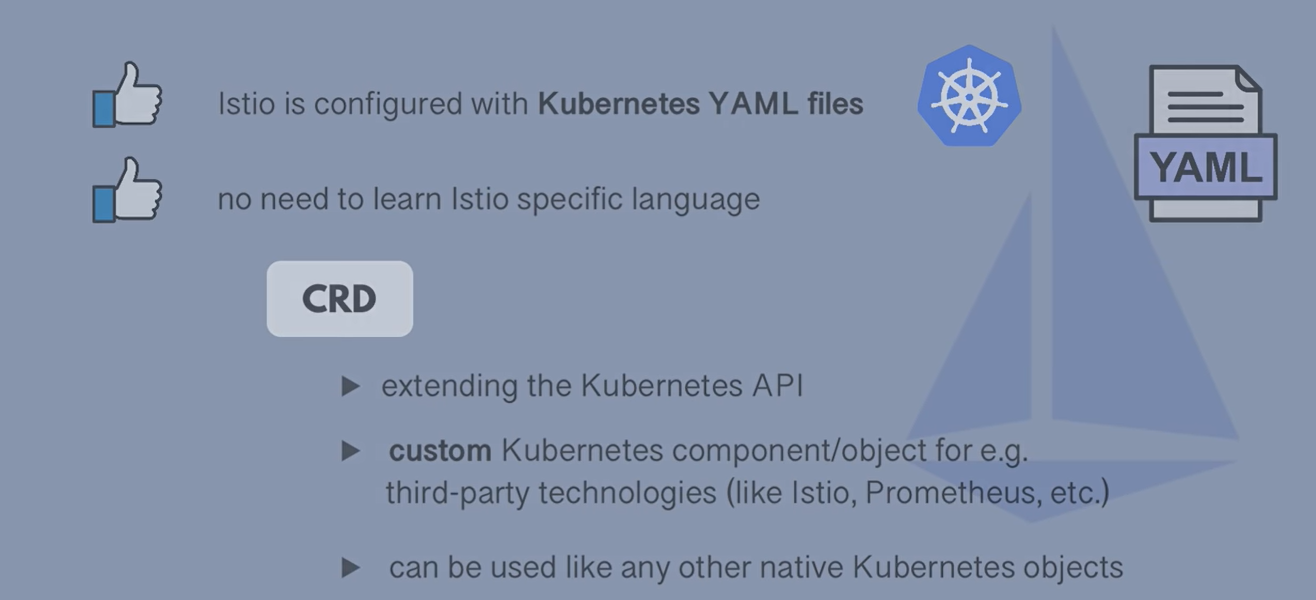 Istio is configured with Kubernetes YAML files
YAML
no need to learn Istio specific language
CRD
extending the Kubernetes API
custom Kubernetes component/object for e.g.
third-party technologies (like Istio, Prometheus, etc.)
can be used like any other native Kubernetes objects